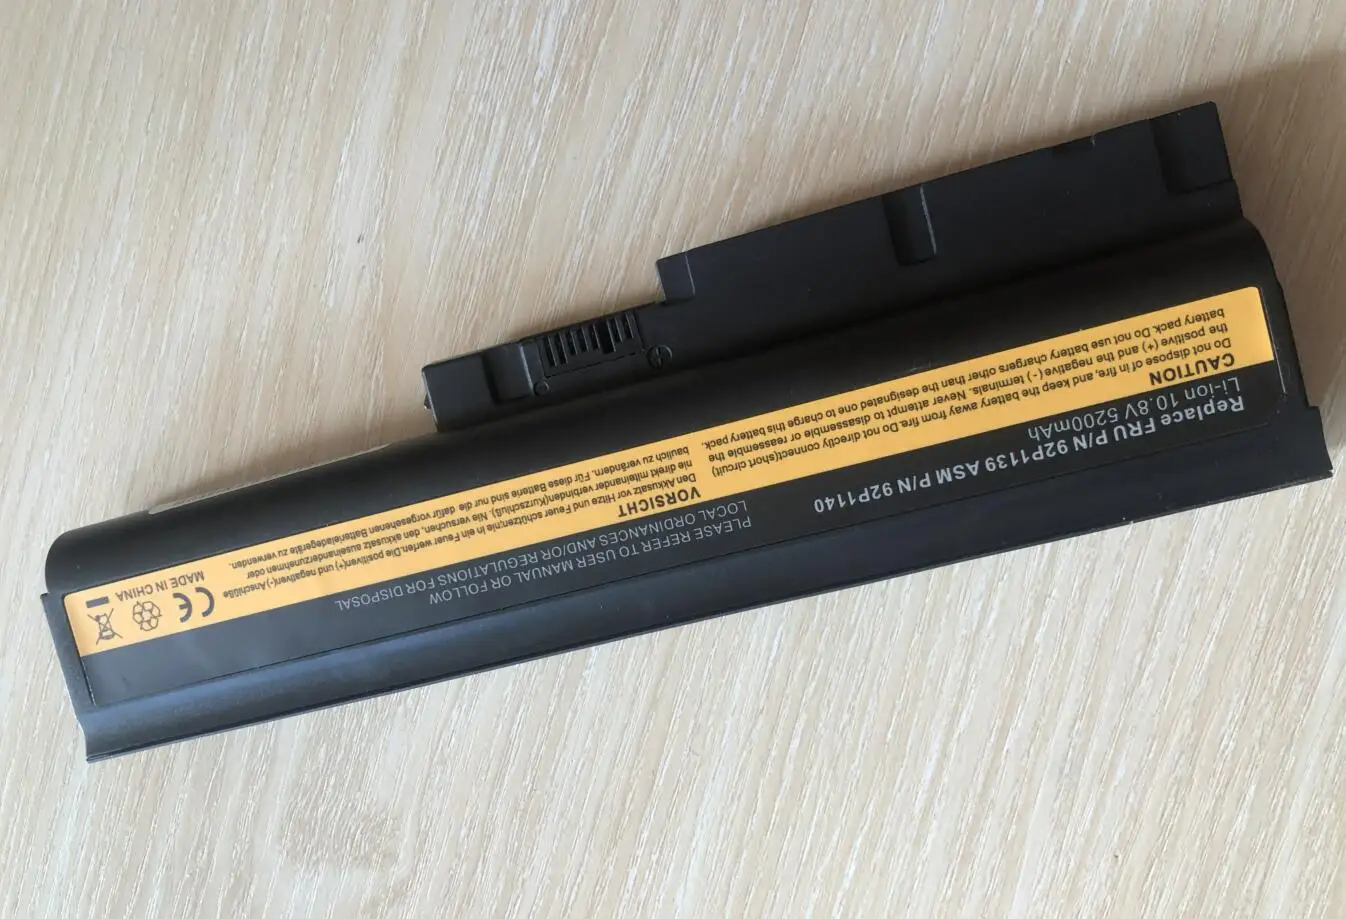 Replace FRU P/N 92P1139 ASM P/N 92P1140
Li-ion 10.8V 5200mAh
CAUTION
Do not dispose of in fire, and keep the battery away from fire.Do not directly connect(short circuit)
the positive (+) and the negative (-) terminals. Never attempt to disassemble or reassemble the
battery pack. Do not use battery chargers other than the designated one to charge this battery pack.
PLEASE REFER TO USER MANUAL OR FOLLOW
LOCAL ORDINANCES AND/OR REGULATIONS FOR DISPOSAL
VORSICHT
Den Akkusatz vor Hitze und Feuer schützen;nie in ein Feuer werfen.Die positiven(+) und negativen(-)Anschlüße
nie direkt miteinander verbinden(Kurzschluß). Nie versuchen, den akkusatz auseinanderzunehmen oder
baulich zu verändern. Für diese Batterie sind nur die dafür vorgesehenen Batterieladegeräte zu verwenden.
CE
MADE IN CHINA